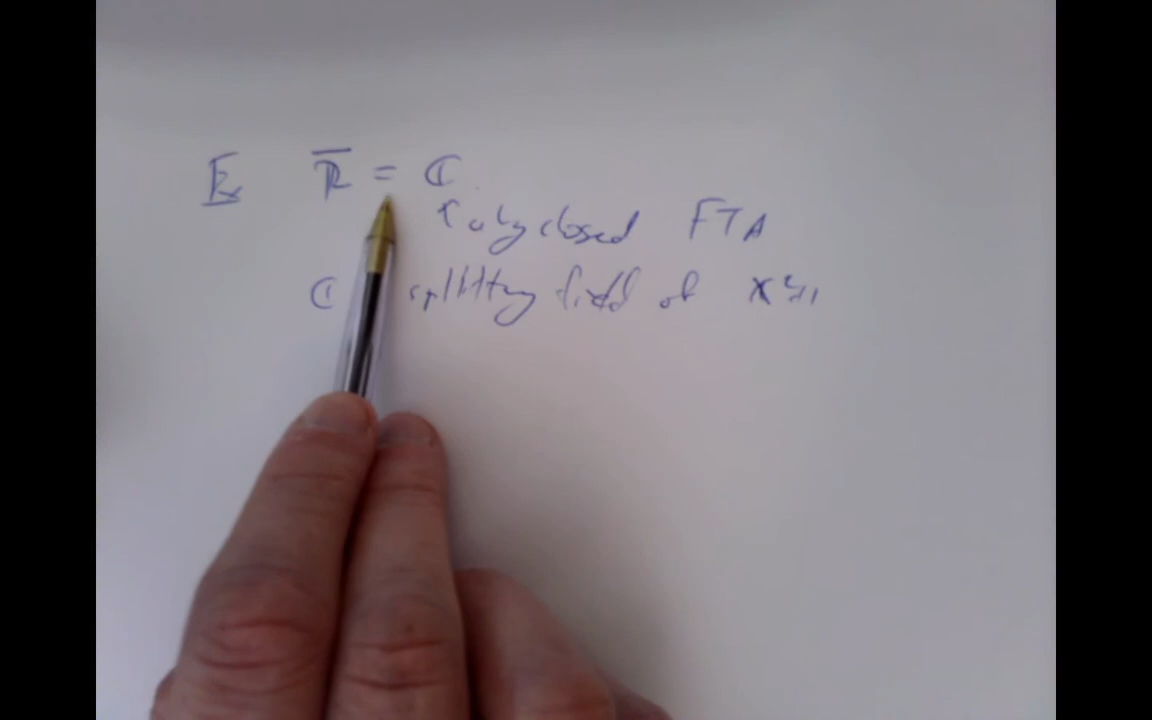 Ex R̄ = ℂ
↑ alg closed FTA
ℂ splitting field of x²+1